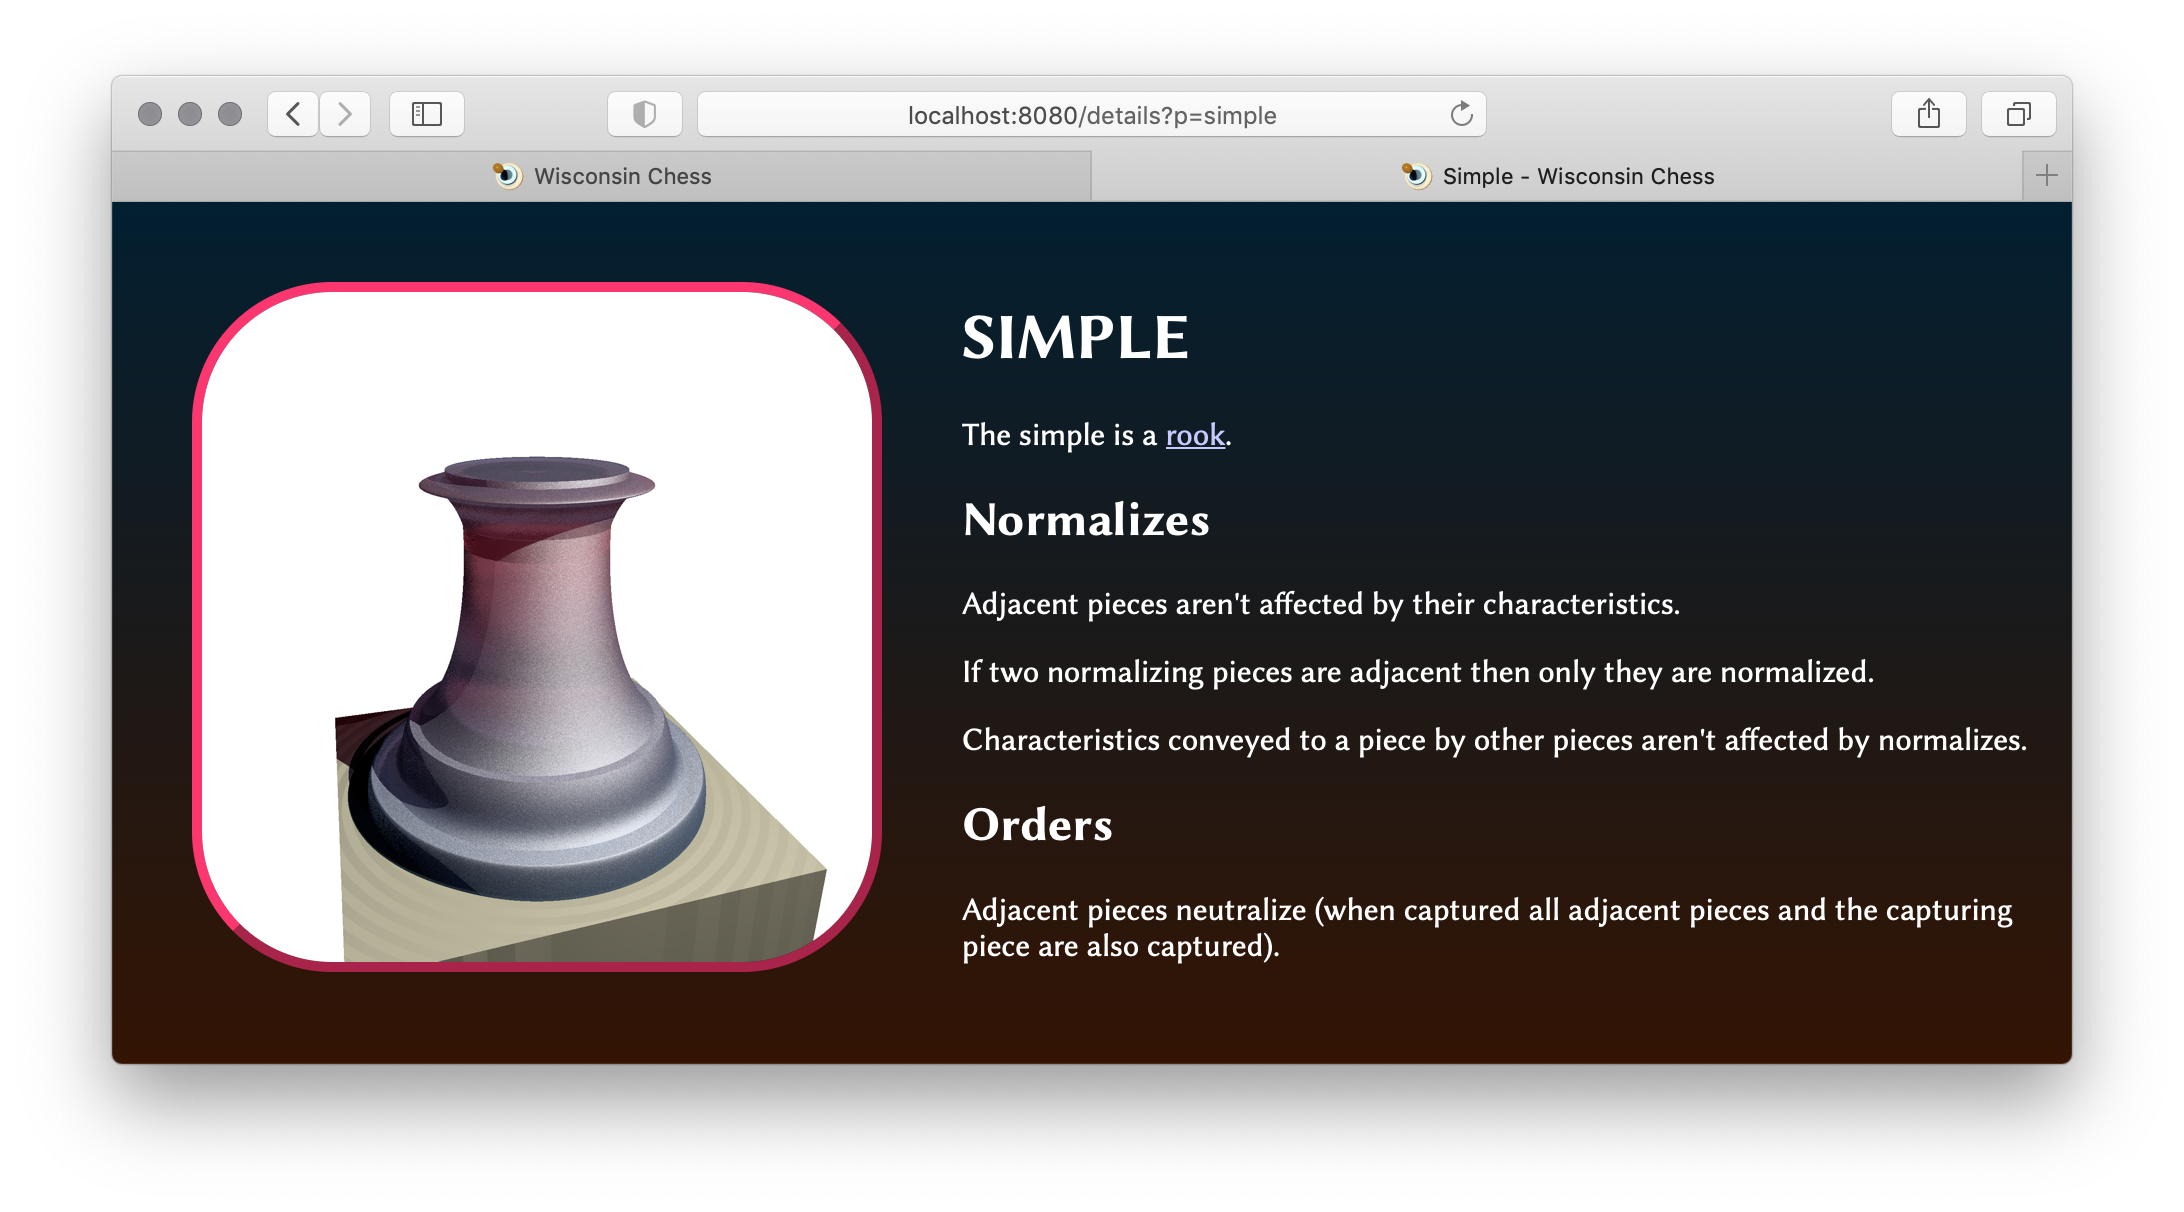 localhost:8080/details?p=simple
Wisconsin Chess
Simple - Wisconsin Chess
SIMPLE
The simple is a rook.
Normalizes
Adjacent pieces aren't affected by their characteristics.
If two normalizing pieces are adjacent then only they are normalized.
Characteristics conveyed to a piece by other pieces aren't affected by normalizes.
Orders
Adjacent pieces neutralize (when captured all adjacent pieces and the capturing
piece are also captured).